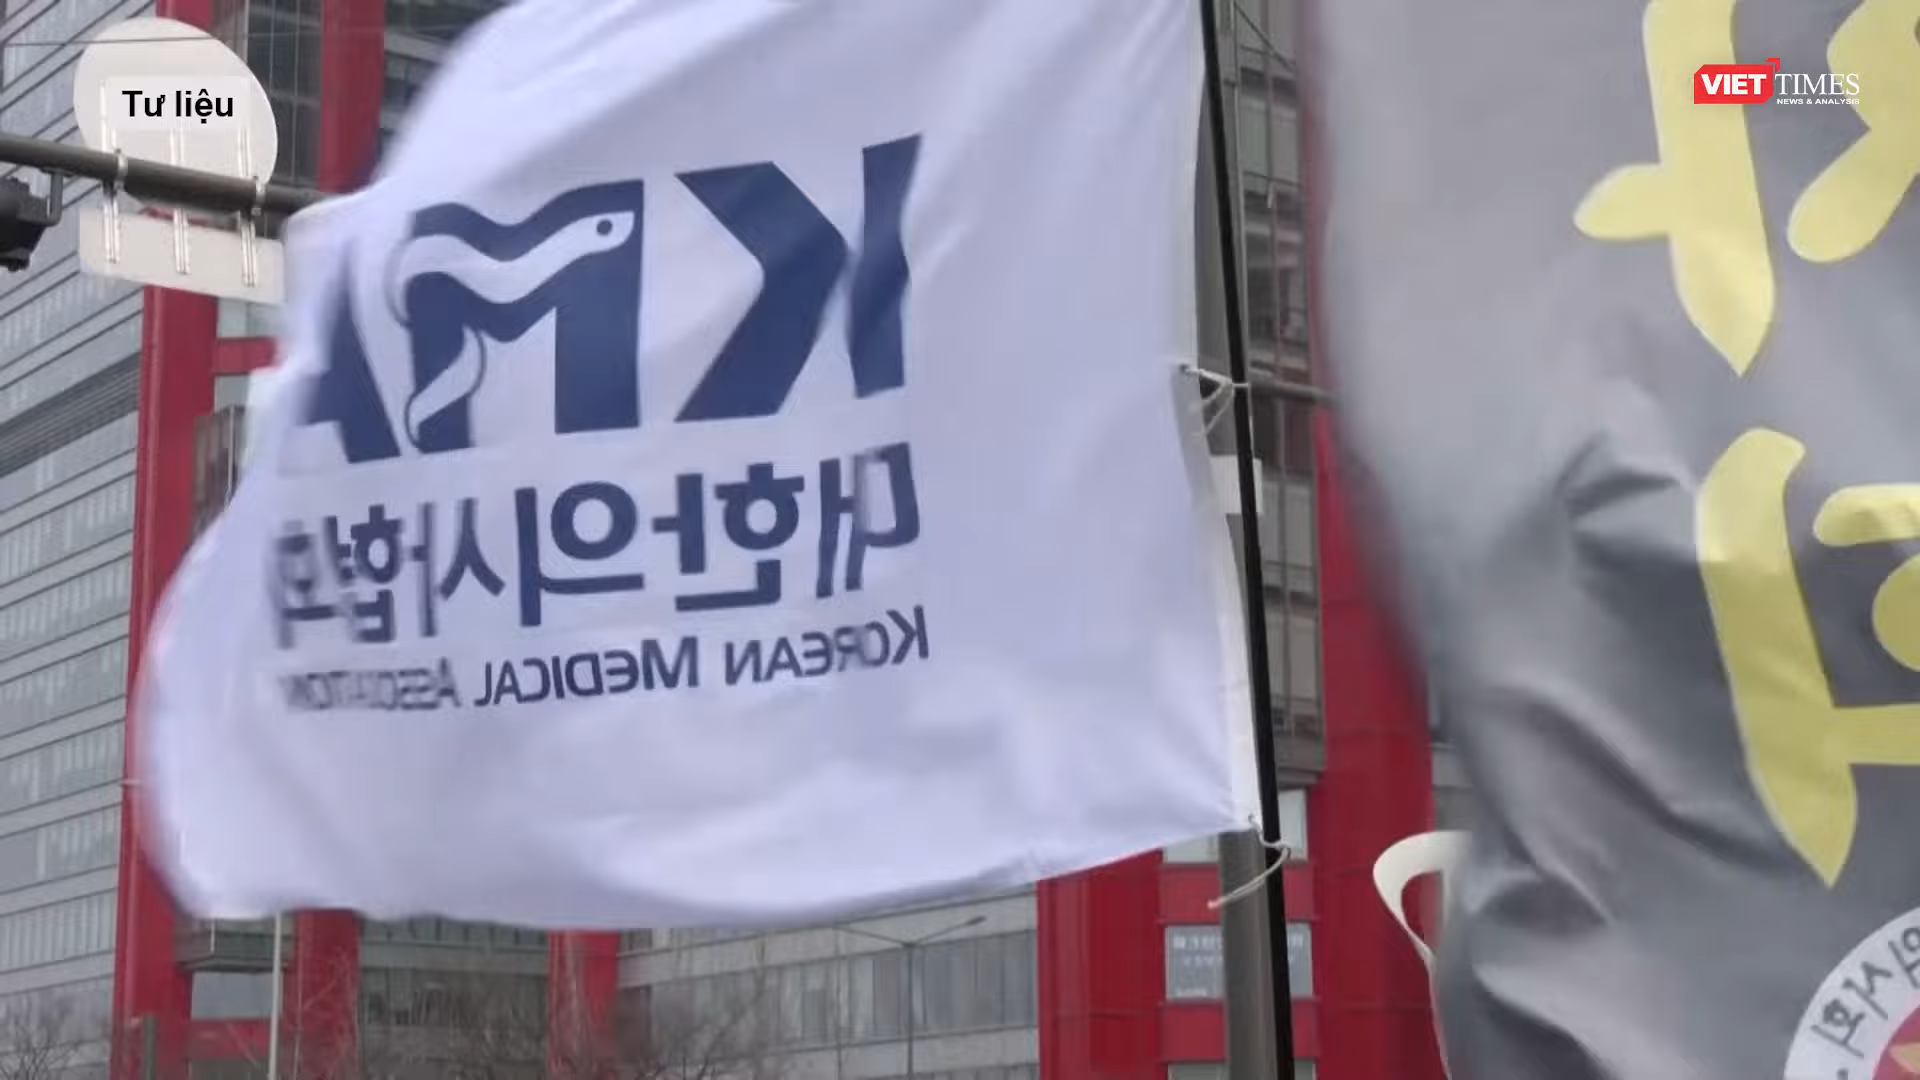 Tư liệu
VIETTIMES
NEWS & ANALYSIS
KMA
대한의사협회
KOREAN MEDICAL ASSOCIATION